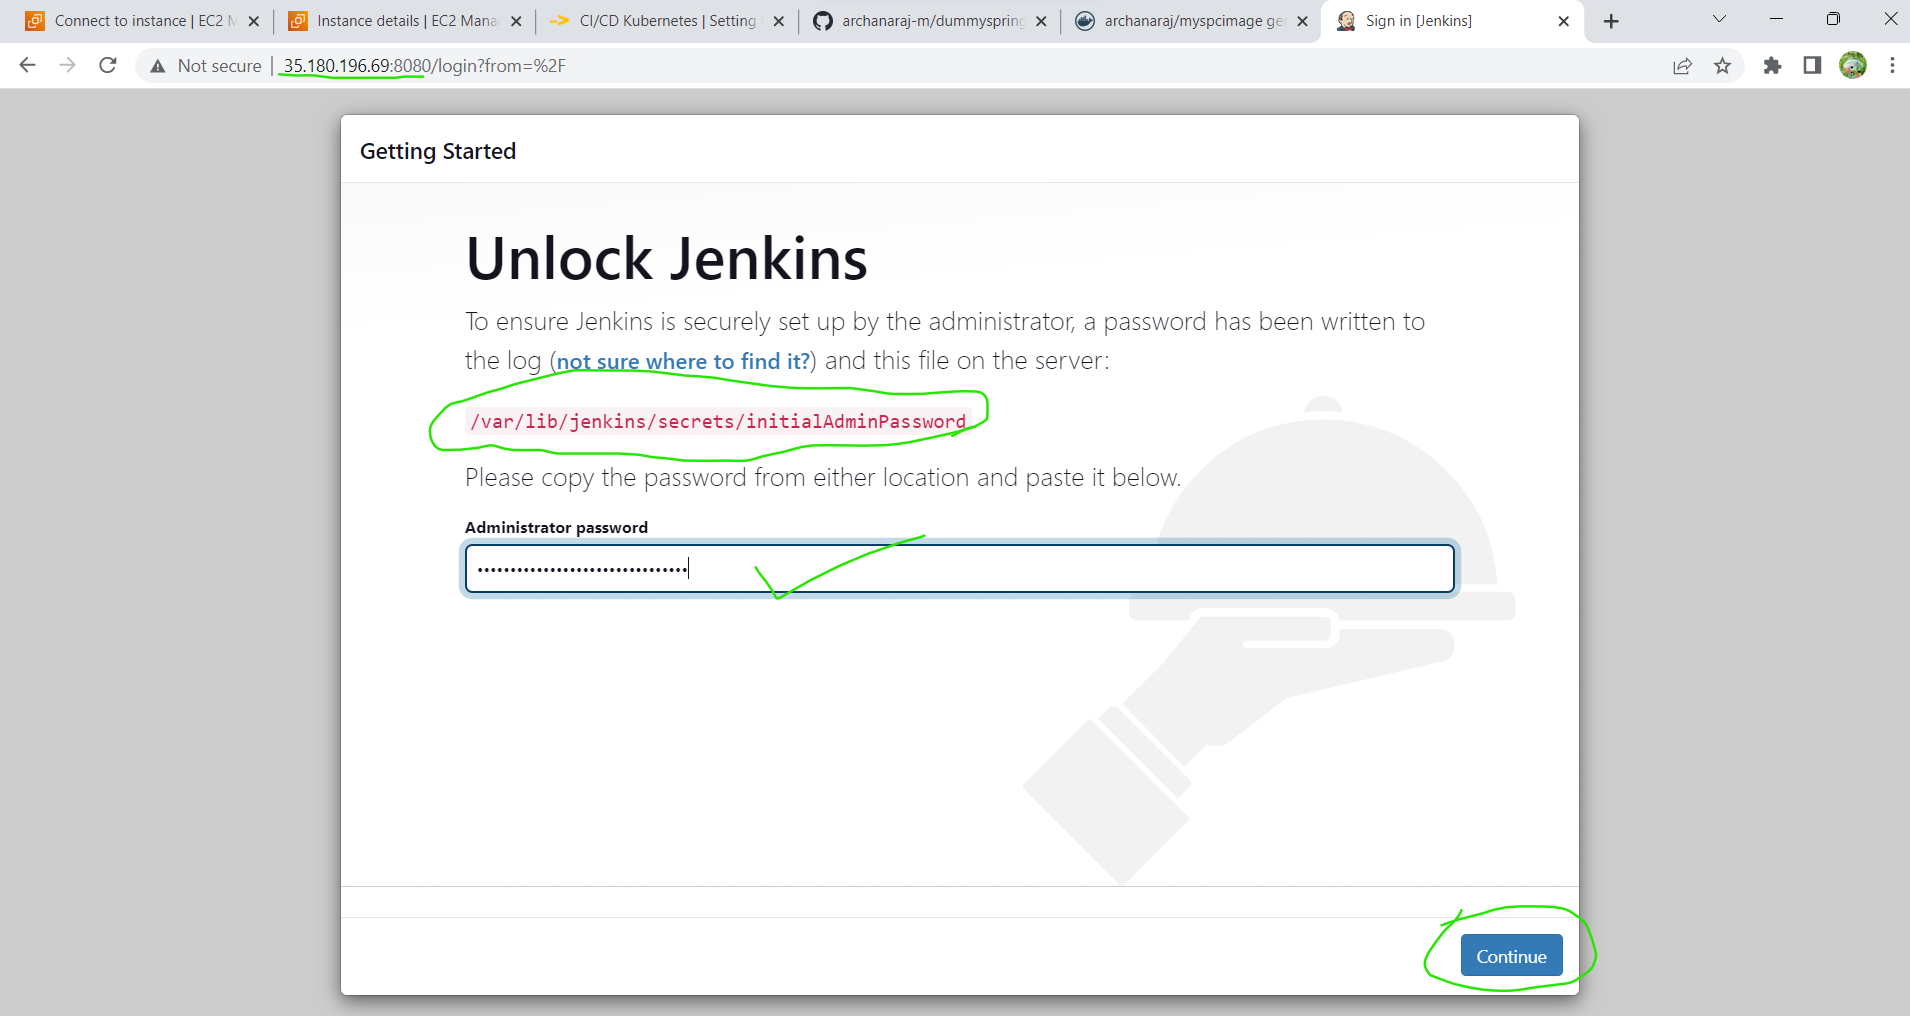 Connect to instance | EC2 M
Instance details | EC2 Mana
CI/CD Kubernetes | Setting
archanaraj-m/dummyspring
archanaraj/myspcimage ge
Sign in [Jenkins]
Not secure | 35.180.196.69:8080/login?from=%2F
Getting Started
Unlock Jenkins
To ensure Jenkins is securely set up by the administrator, a password has been written to
the log (not sure where to find it?) and this file on the server:
/var/lib/jenkins/secrets/initialAdminPassword
Please copy the password from either location and paste it below.
Administrator password
Continue